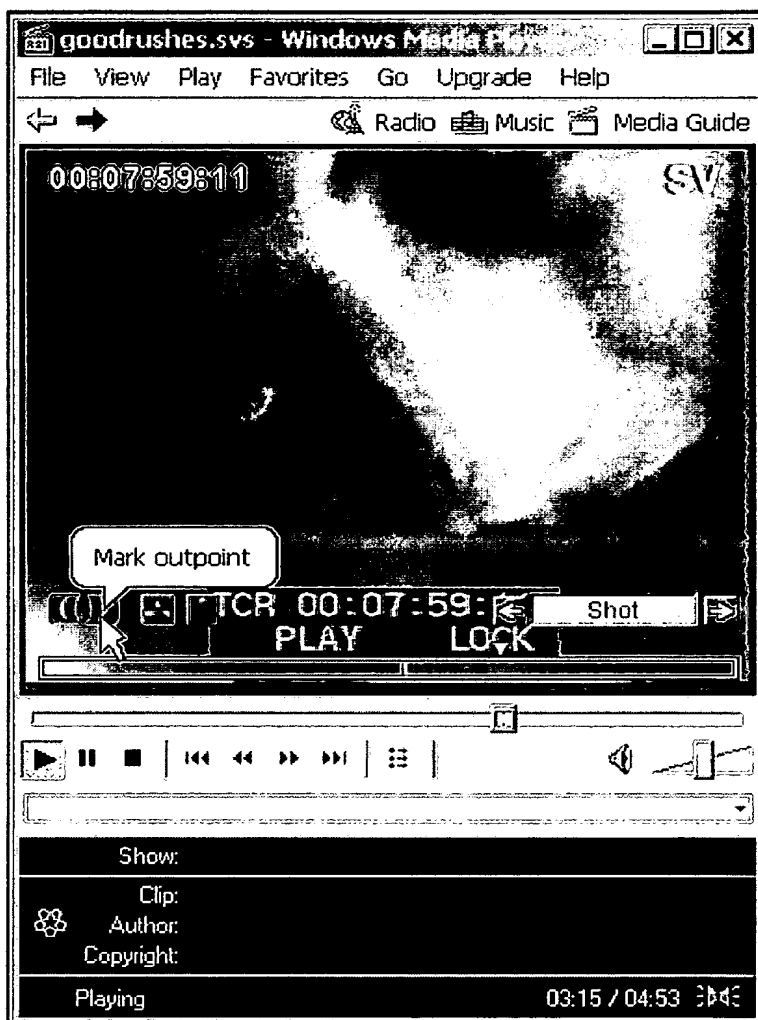 goodrushes.svs - Windows Media Player
File View Play Favorites Go Upgrade Help
Radio Music Media Guide
00:07:59:11 SV
Mark outpoint
TCR 00:07:59: Shot
PLAY LOCK
Show:
Clip:
Author:
Copyright:
Playing 03:15 / 04:53